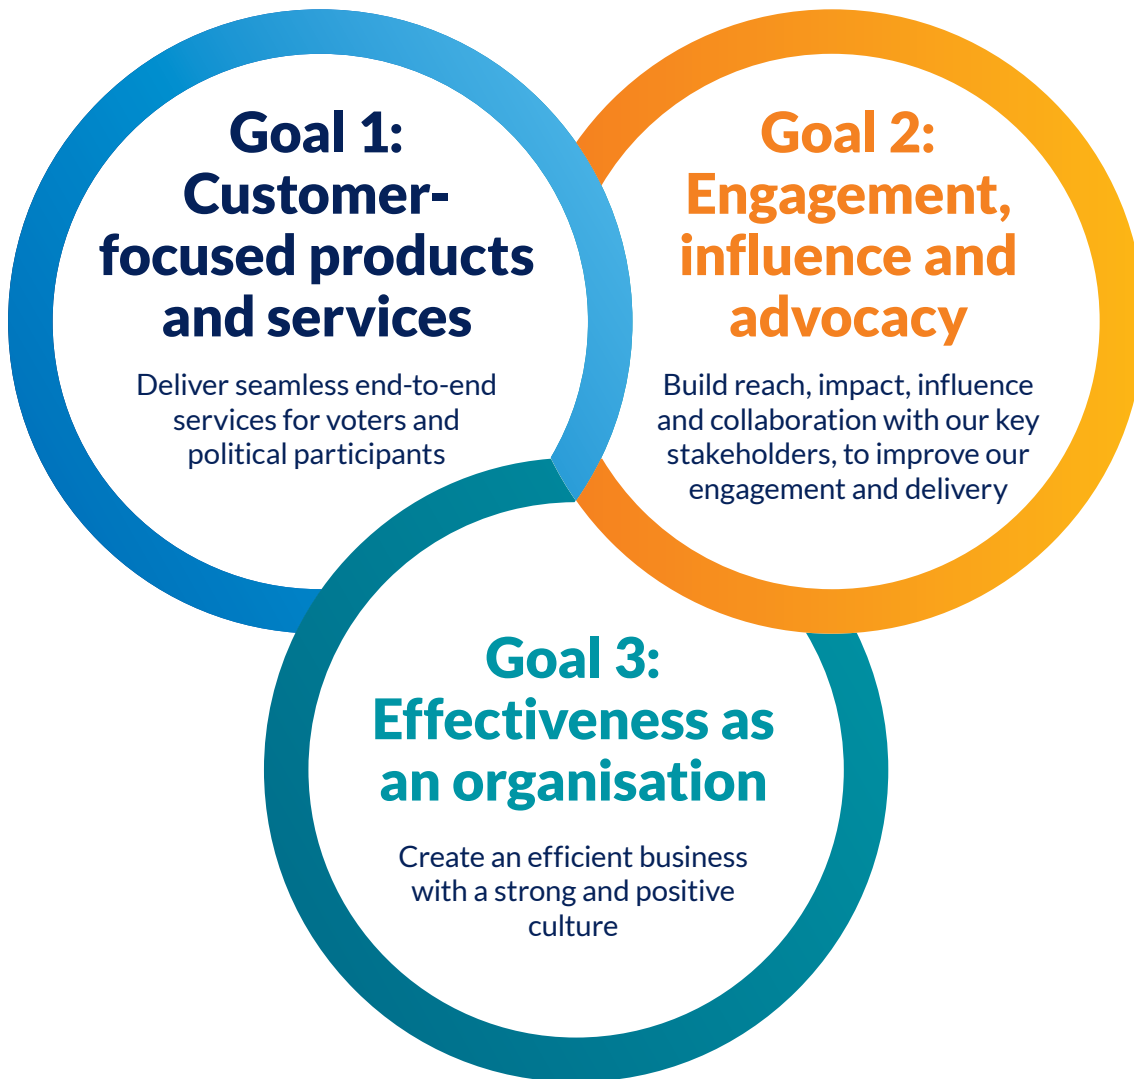 Goal 1:
Customer-
focused products
and services
Deliver seamless end-to-end
services for voters and
political participants
Goal 2:
Engagement,
influence and
advocacy
Build reach, impact, influence
and collaboration with our key
stakeholders, to improve our
engagement and delivery
Goal 3:
Effectiveness as
an organisation
Create an efficient business
with a strong and positive
culture